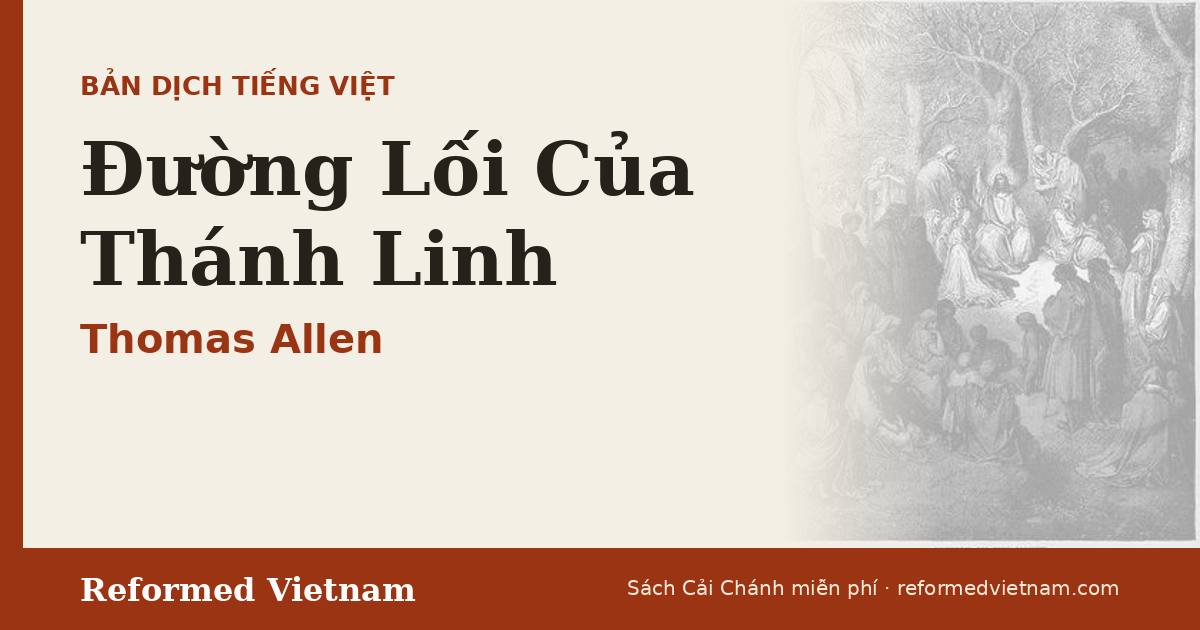 BẢN DỊCH TIẾNG VIỆT
Đường Lối Của
Thánh Linh
Thomas Allen
Reformed Vietnam
Sách Cải Chánh miễn phí · reformedvietnam.com